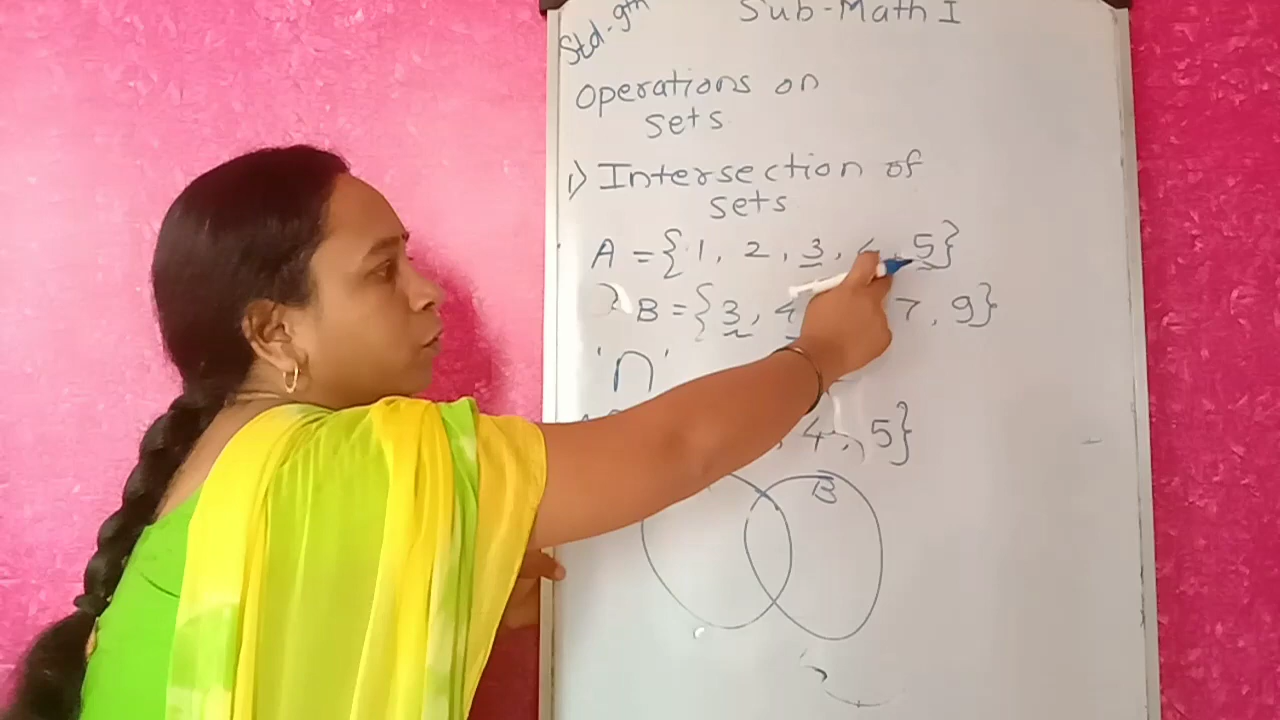 Std-9th
Sub-Math I
Operations on
sets
1) Intersection of
sets
A = {1, 2, 3, 4, 5}
B = {3, 4 7, 9}
'∩'
, 4, 5}
B